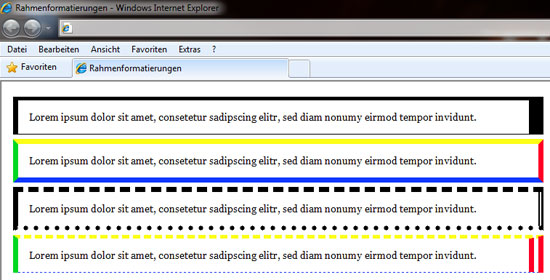 Rahmenformatierungen - Windows Internet Explorer
Datei Bearbeiten Ansicht Favoriten Extras ?
Favoriten Rahmenformatierungen
Lorem ipsum dolor sit amet, consetetur sadipscing elitr, sed diam nonumy eirmod tempor invidunt.
Lorem ipsum dolor sit amet, consetetur sadipscing elitr, sed diam nonumy eirmod tempor invidunt.
Lorem ipsum dolor sit amet, consetetur sadipscing elitr, sed diam nonumy eirmod tempor invidunt.
Lorem ipsum dolor sit amet, consetetur sadipscing elitr, sed diam nonumy eirmod tempor invidunt.